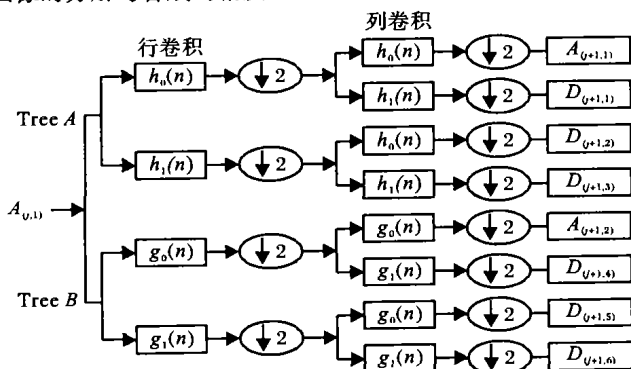 列卷积
行卷积
h₀(n) ↓2 h₀(n) ↓2 A₍ⱼ₊₁,₁₎
h₁(n) ↓2 D₍ⱼ₊₁,₁₎
Tree A
h₁(n) ↓2 h₀(n) ↓2 D₍ⱼ₊₁,₂₎
h₁(n) ↓2 D₍ⱼ₊₁,₃₎
A₍ⱼ,₁₎
g₀(n) ↓2 g₀(n) ↓2 A₍ⱼ₊₁,₂₎
g₁(n) ↓2 D₍ⱼ₊₁,₄₎
Tree B
g₁(n) ↓2 g₀(n) ↓2 D₍ⱼ₊₁,₅₎
g₁(n) ↓2 D₍ⱼ₊₁,₆₎